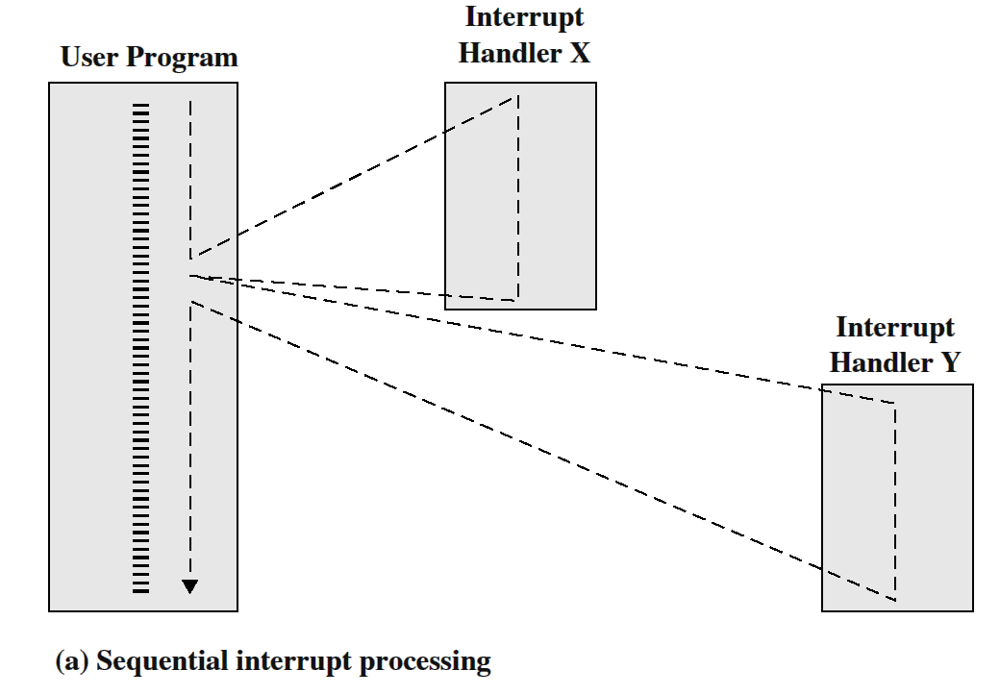 User Program
Interrupt
Handler X
Interrupt
Handler Y
(a) Sequential interrupt processing